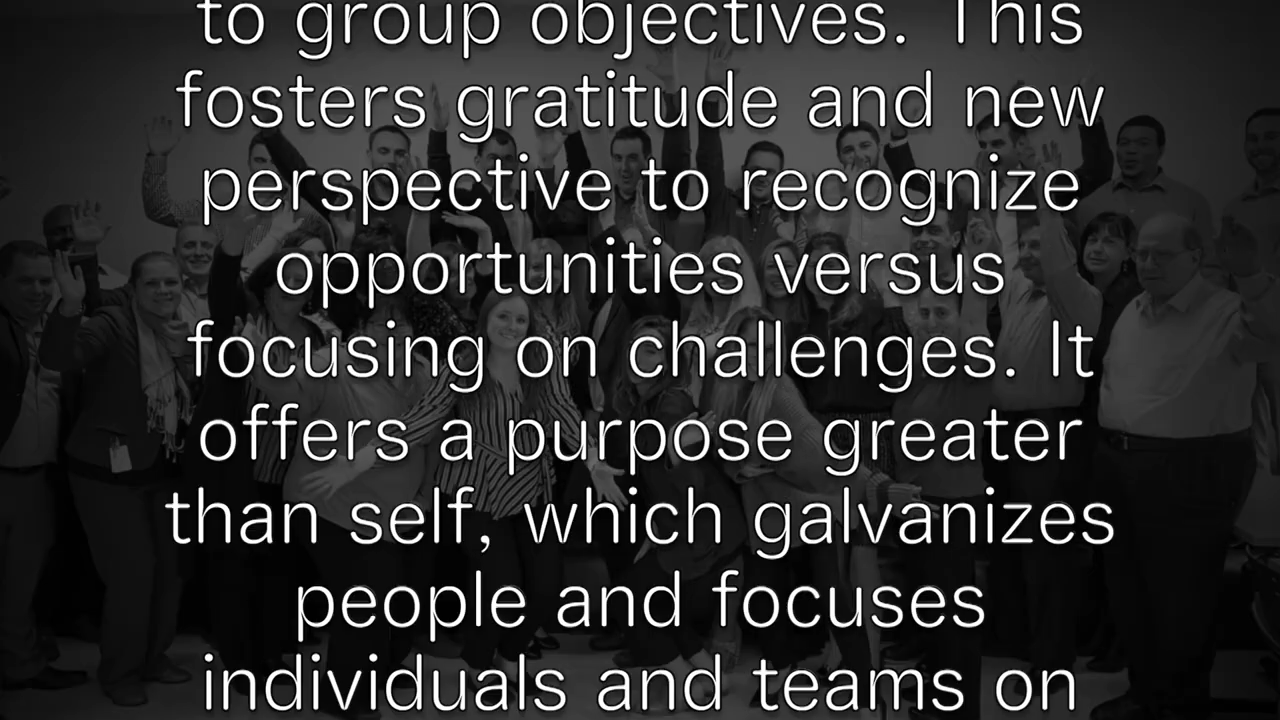 to group objectives. This
fosters gratitude and new
perspective to recognize
opportunities versus
focusing on challenges. It
offers a purpose greater
than self, which galvanizes
people and focuses
individuals and teams on